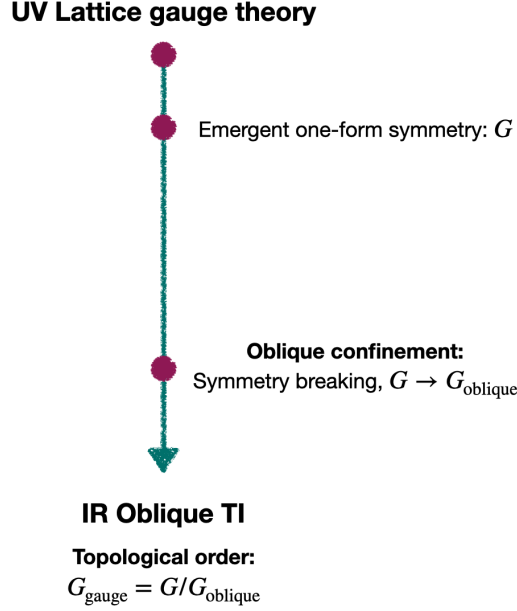 UV Lattice gauge theory
Emergent one-form symmetry: G
Oblique confinement:
Symmetry breaking, G → G_oblique
IR Oblique TI
Topological order:
G_gauge = G/G_oblique